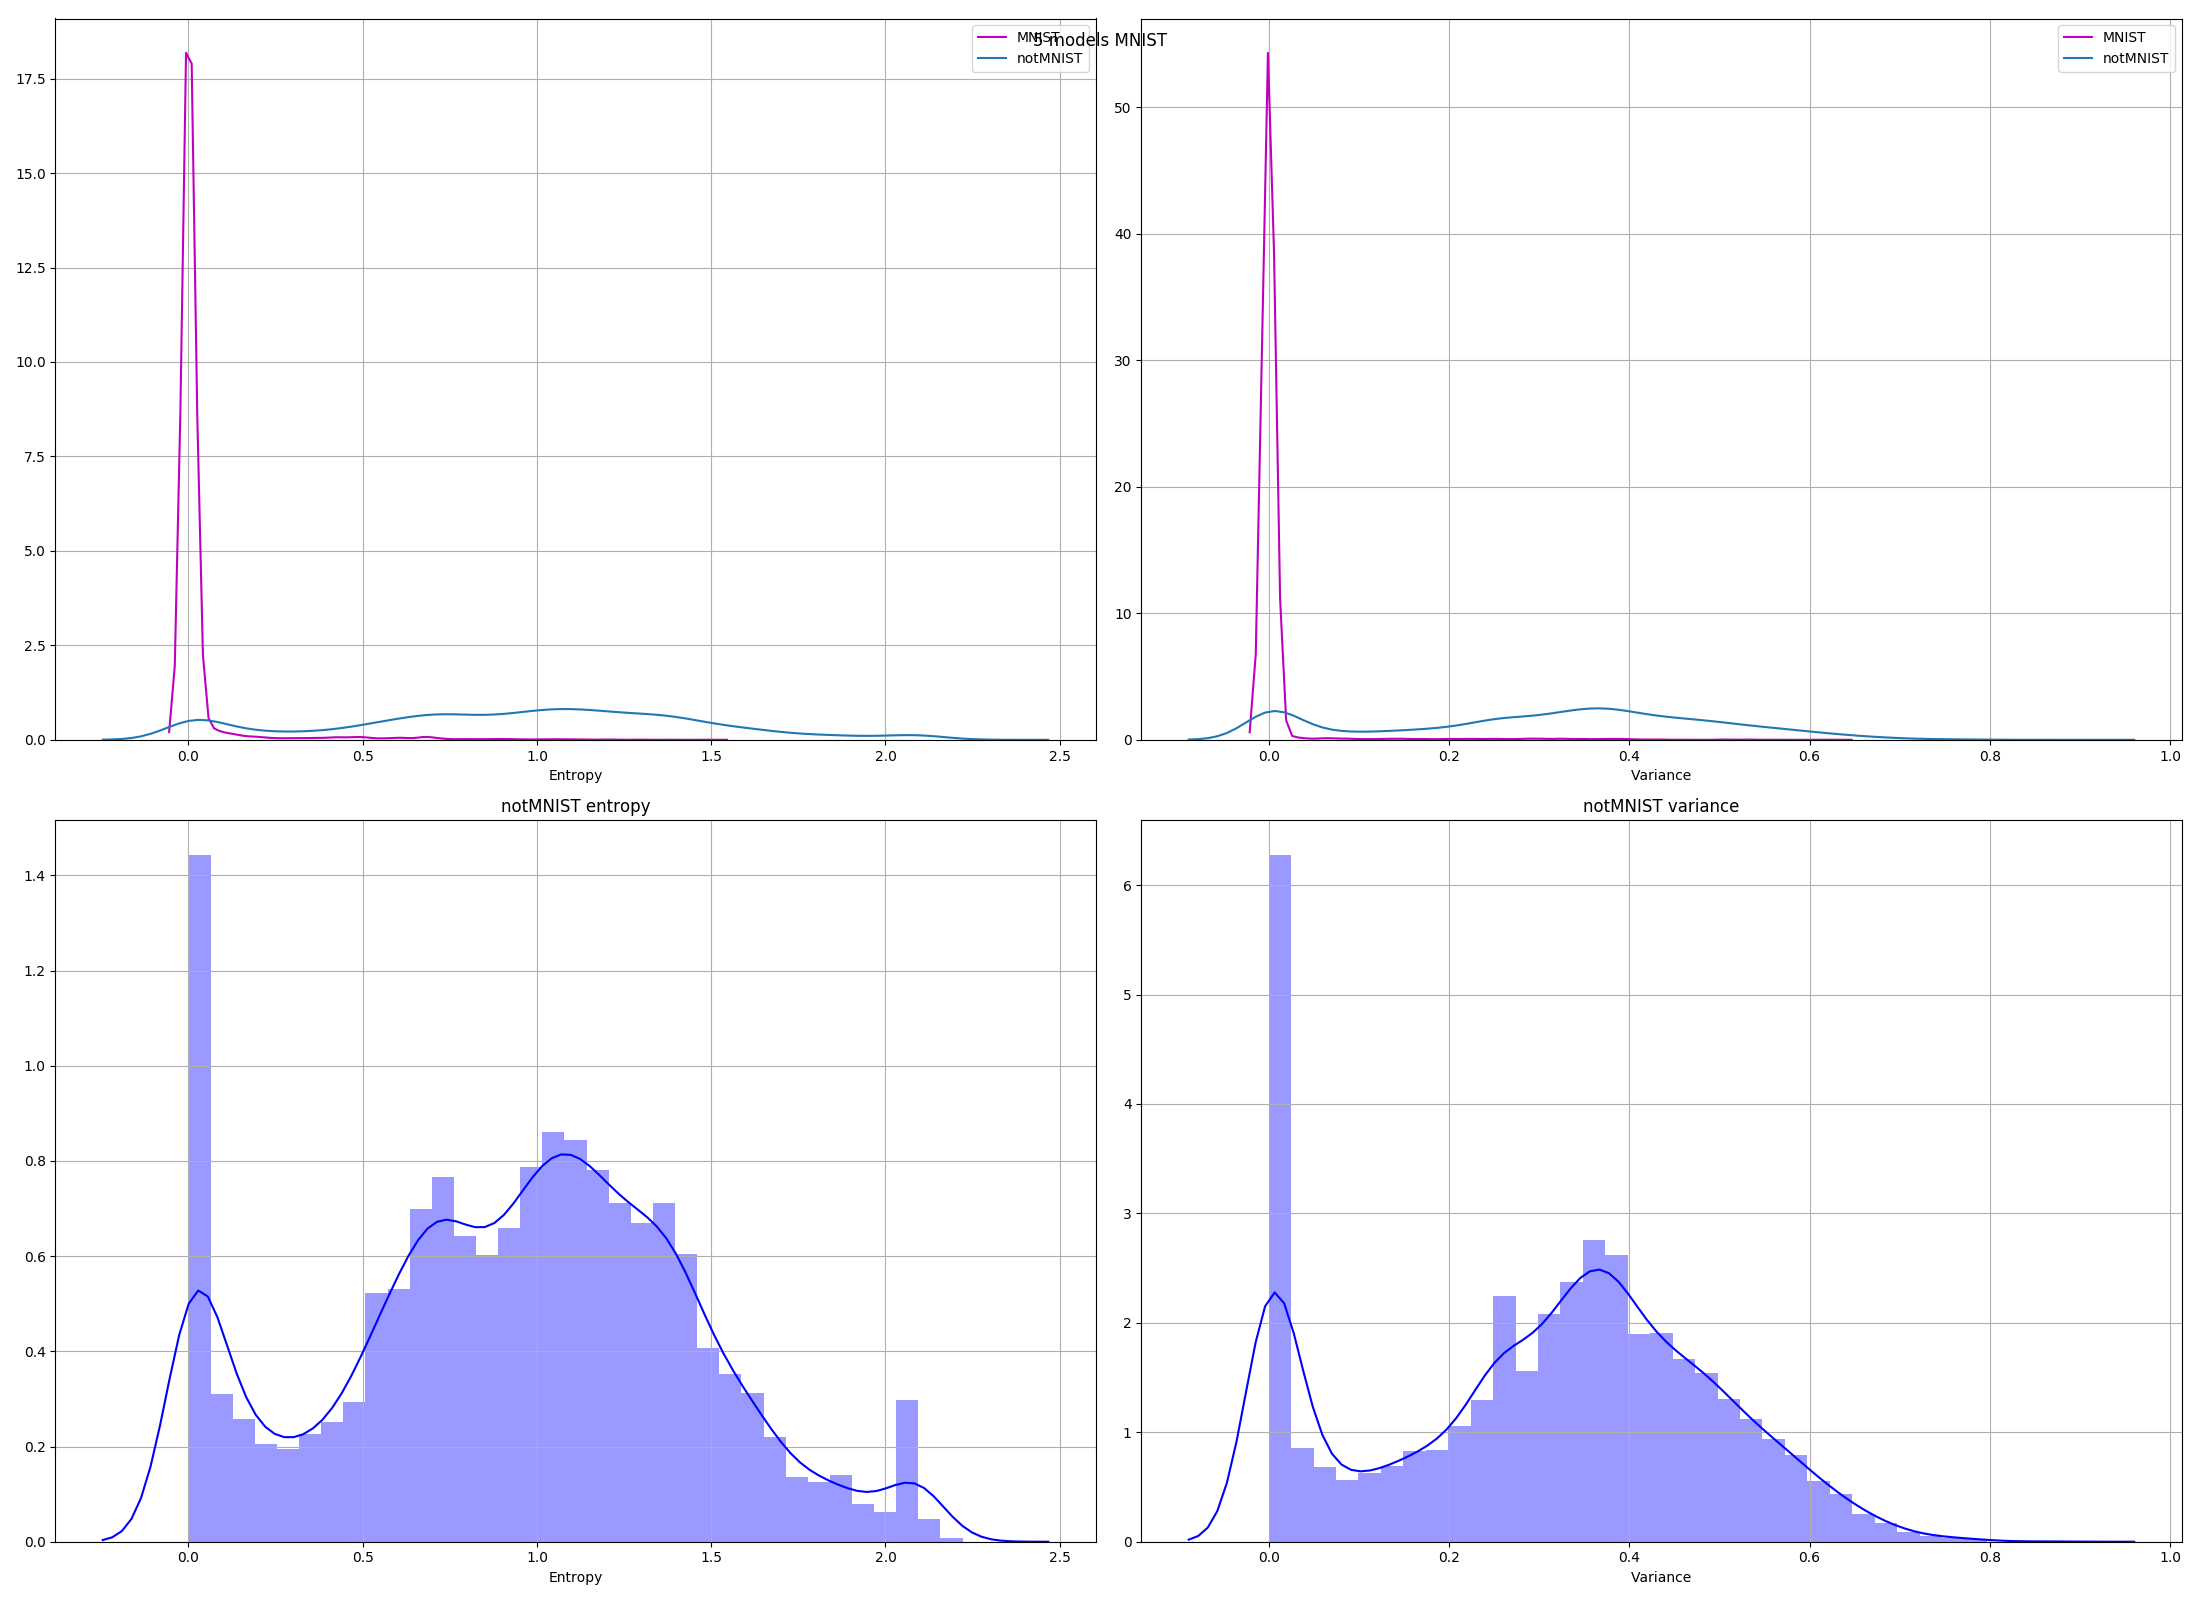 5 models MNIST
MNIST
notMNIST
17.5
15.0
12.5
10.0
7.5
5.0
2.5
0.0
0.0 0.5 1.0 1.5 2.0 2.5
Entropy
MNIST
notMNIST
50
40
30
20
10
0
0.0 0.2 0.4 0.6 0.8 1.0
Variance
notMNIST entropy
1.4
1.2
1.0
0.8
0.6
0.4
0.2
0.0
0.0 0.5 1.0 1.5 2.0 2.5
Entropy
notMNIST variance
6
5
4
3
2
1
0
0.0 0.2 0.4 0.6 0.8 1.0
Variance